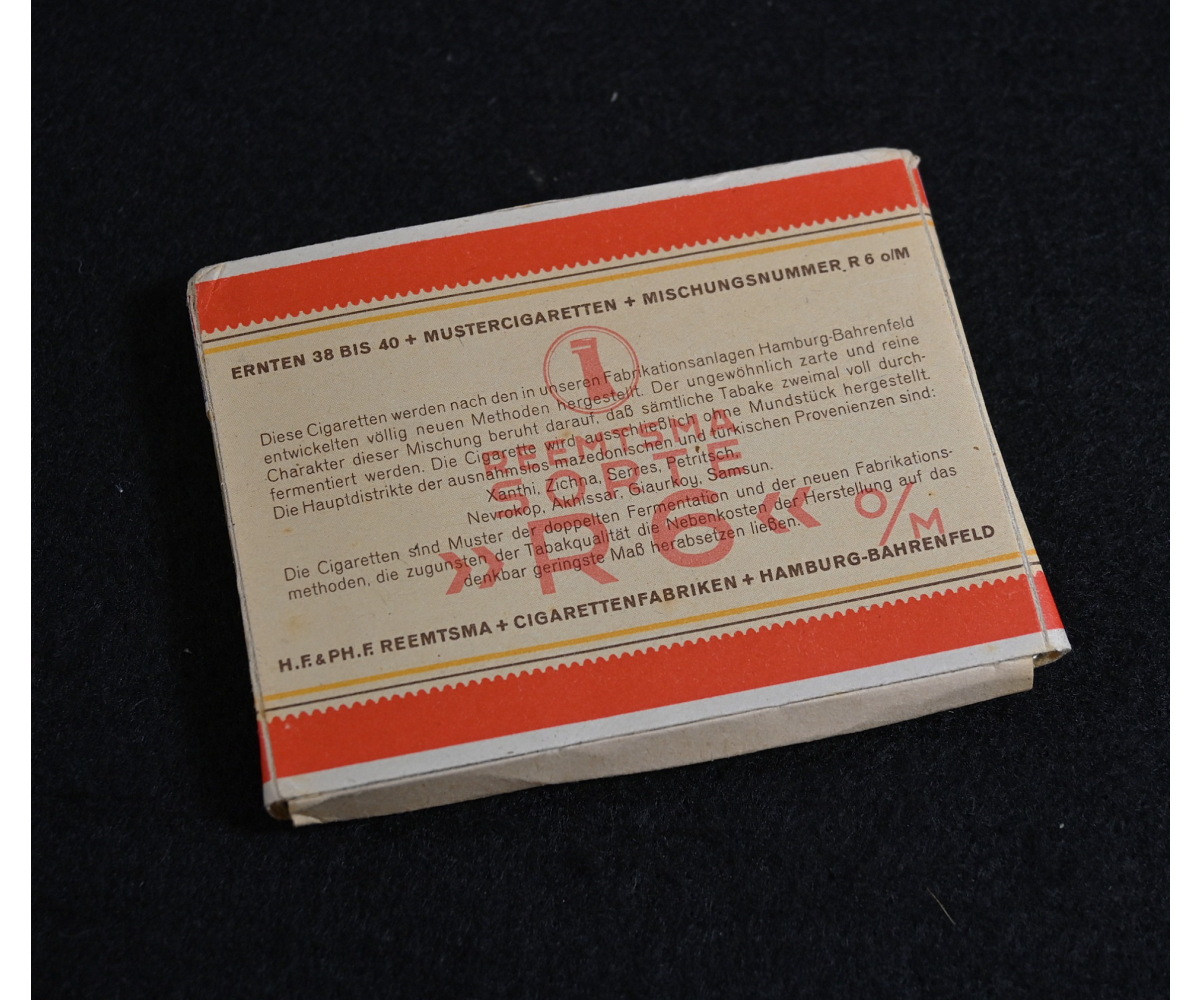 ERNTEN 38 BIS 40 + MUSTERCIGARETTEN + MISCHUNGSNUMMER R 6 o/M
Diese Cigaretten werden nach den in unseren Fabrikationsanlagen Hamburg-Bahrenfeld
entwickelten völlig neuen Methoden hergestellt. Der ungewöhnlich zarte und reine
Charakter dieser Mischung beruht darauf, daß sämtliche Tabake zweimal voll durch-
fermentiert werden. Die Cigarette wird ausschließlich ohne Mundstück hergestellt.
Die Hauptdistrikte der ausnahmslos mazedonischen und türkischen Provenienzen sind:
Xanthi, Zichna, Serres, Petritsch,
Nevrokop, Akhissar, Giaurkoy, Samsun.
Die Cigaretten sind Muster der doppelten Fermentation und der neuen Fabrikations-
methoden, die zugunsten der Tabakqualität die Nebenkosten der Herstellung auf das
denkbar geringste Maß herabsetzen ließen.
REEMTSMA
SORTE
»R6« o/M
H.F. & PH.F. REEMTSMA + CIGARETTENFABRIKEN + HAMBURG-BAHRENFELD